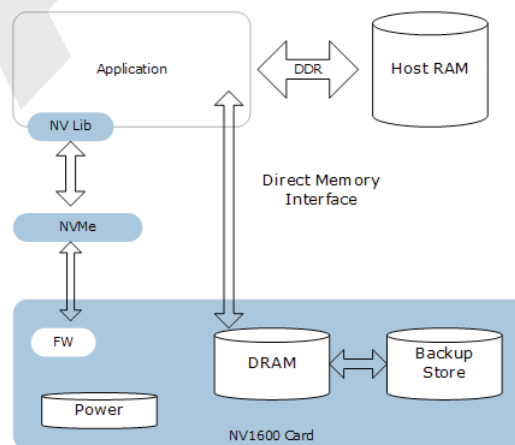 Application
DDR
Host RAM
NV Lib
Direct Memory
Interface
NVMe
FW
DRAM
Backup
Store
Power
NV1600 Card